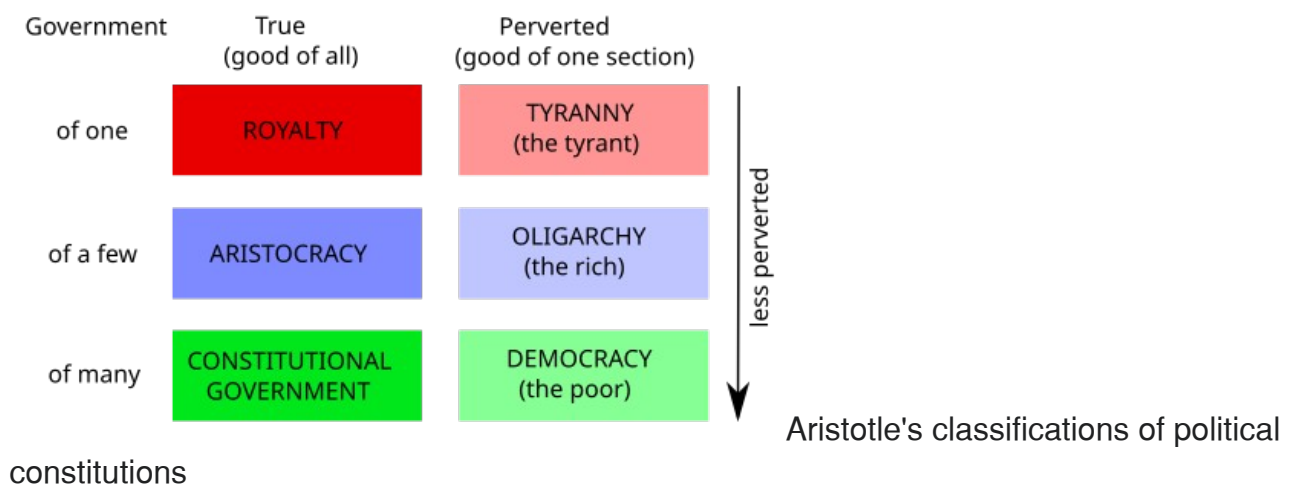 Government True Perverted
(good of all) (good of one section)
of one ROYALTY TYRANNY
(the tyrant)
of a few ARISTOCRACY OLIGARCHY
(the rich)
of many CONSTITUTIONAL
GOVERNMENT DEMOCRACY
(the poor)
less perverted
Aristotle's classifications of political
constitutions